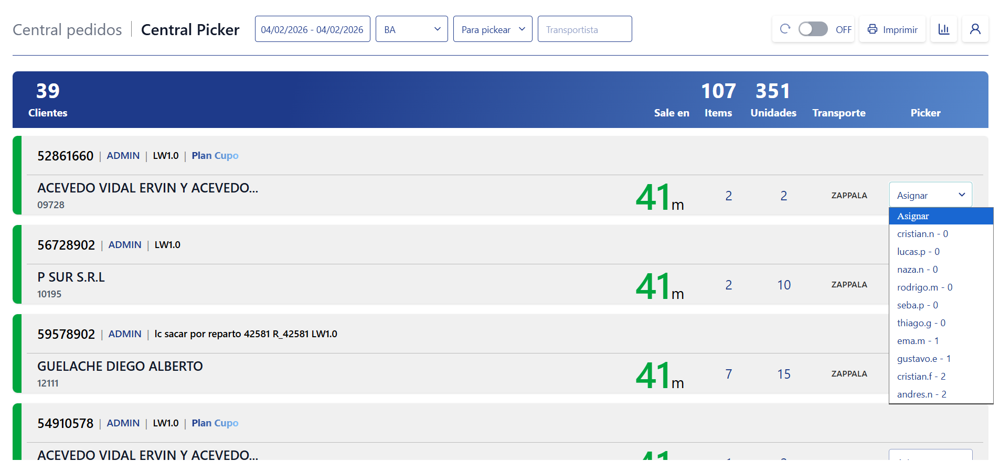 Central pedidos | Central Picker 04/02/2026 - 04/02/2026 BA Para pickear Transportista OFF Imprimir
39 107 351
Clientes Sale en Items Unidades Transporte Picker
52861660 | ADMIN | LW1.0 | Plan Cupo
ACEVEDO VIDAL ERVIN Y ACEVEDO...
09728
41m 2 2 ZAPPALA Asignar
Asignar
cristian.n - 0
lucas.p - 0
naza.n - 0
rodrigo.m - 0
seba.p - 0
thiago.g - 0
ema.m - 1
gustavo.e - 1
cristian.f - 2
andres.n - 2
56728902 | ADMIN | LW1.0
P SUR S.R.L
10195
41m 2 10 ZAPPALA
59578902 | ADMIN | lc sacar por reparto 42581 R_42581 LW1.0
GUELACHE DIEGO ALBERTO
12111
41m 7 15 ZAPPALA
54910578 | ADMIN | LW1.0 | Plan Cupo
ACEVEDO VIDAL ERVIN Y ACEVEDO...
41